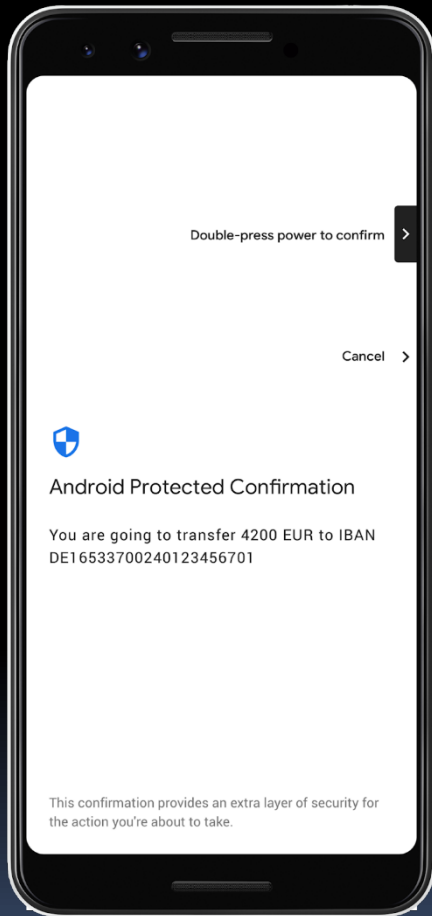 Double-press power to confirm
Cancel
Android Protected Confirmation
You are going to transfer 4200 EUR to IBAN
DE16533700240123456701
This confirmation provides an extra layer of security for
the action you're about to take.